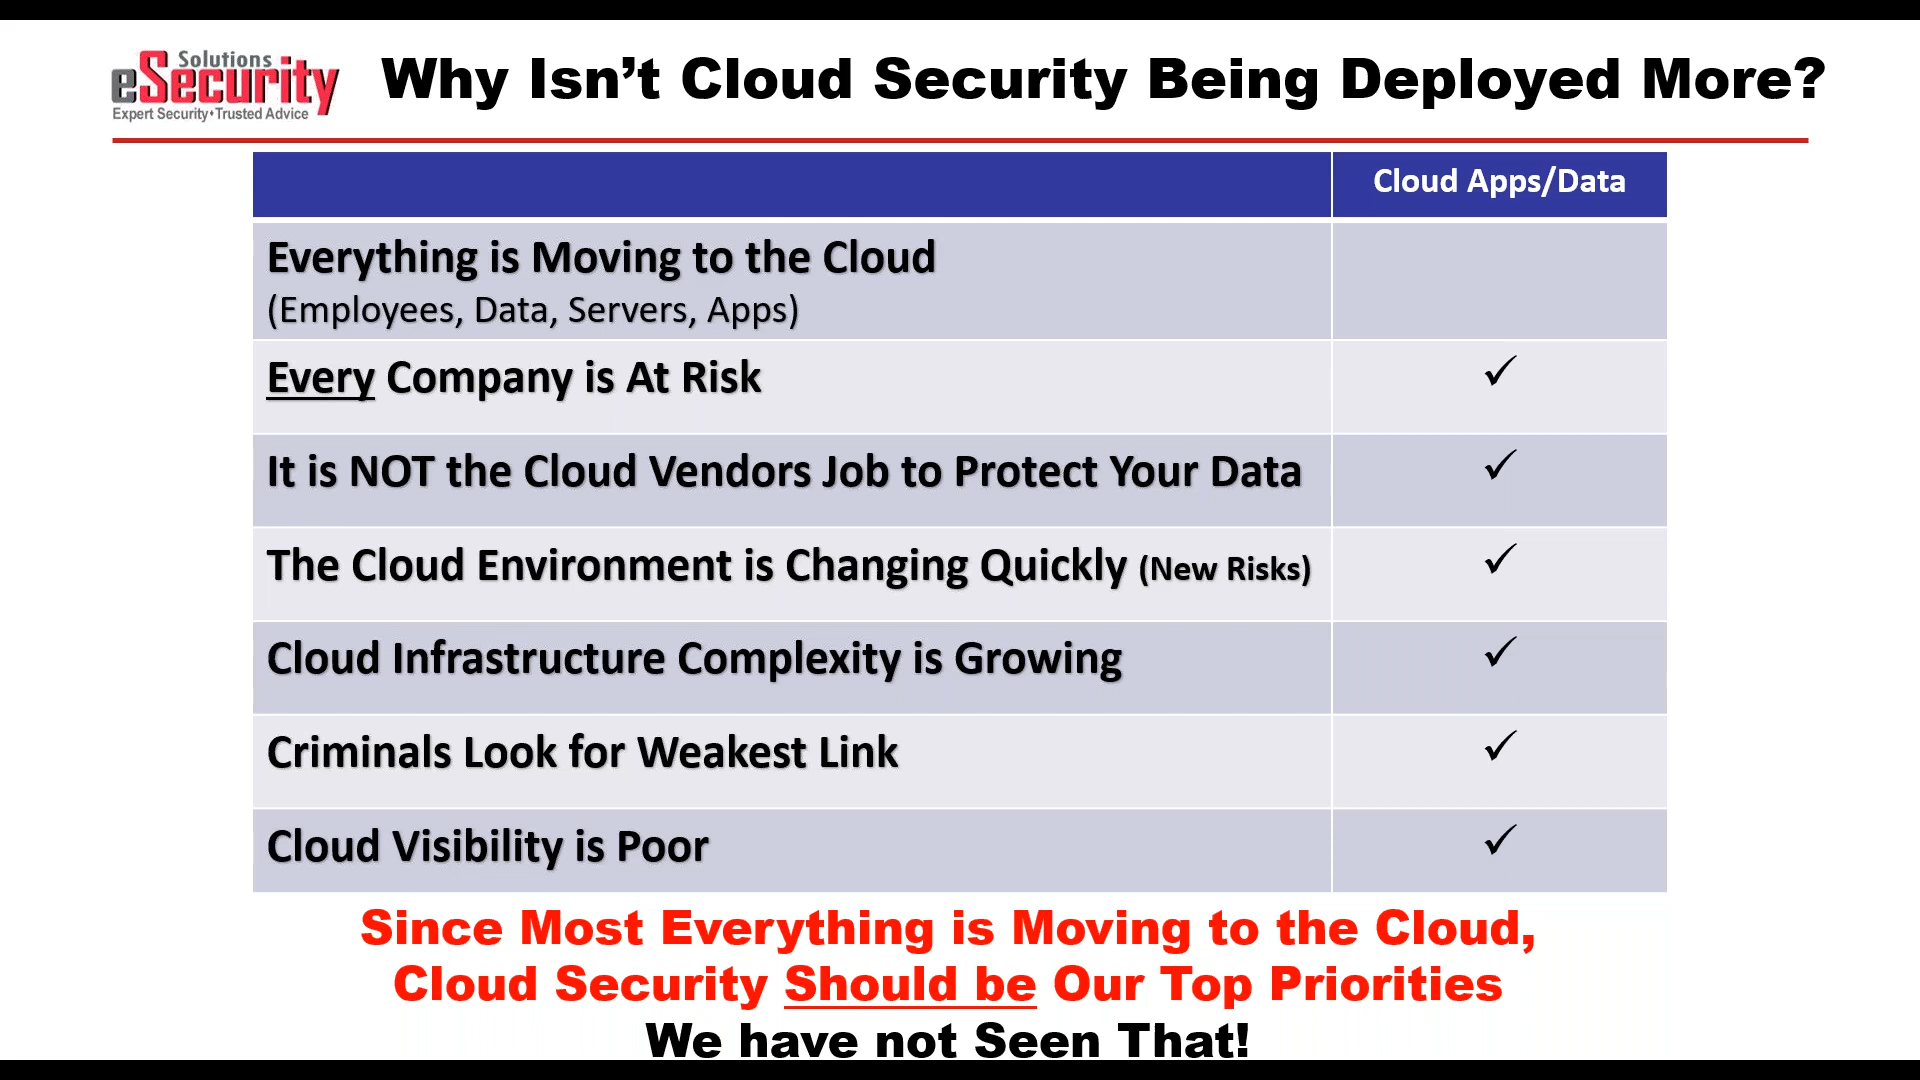 Solutions
eSecurity
Expert Security•Trusted Advice
Why Isn’t Cloud Security Being Deployed More?
Cloud Apps/Data
Everything is Moving to the Cloud
(Employees, Data, Servers, Apps)
Every Company is At Risk
✓
It is NOT the Cloud Vendors Job to Protect Your Data
✓
The Cloud Environment is Changing Quickly (New Risks)
✓
Cloud Infrastructure Complexity is Growing
✓
Criminals Look for Weakest Link
✓
Cloud Visibility is Poor
✓
Since Most Everything is Moving to the Cloud,
Cloud Security Should be Our Top Priorities
We have not Seen That!